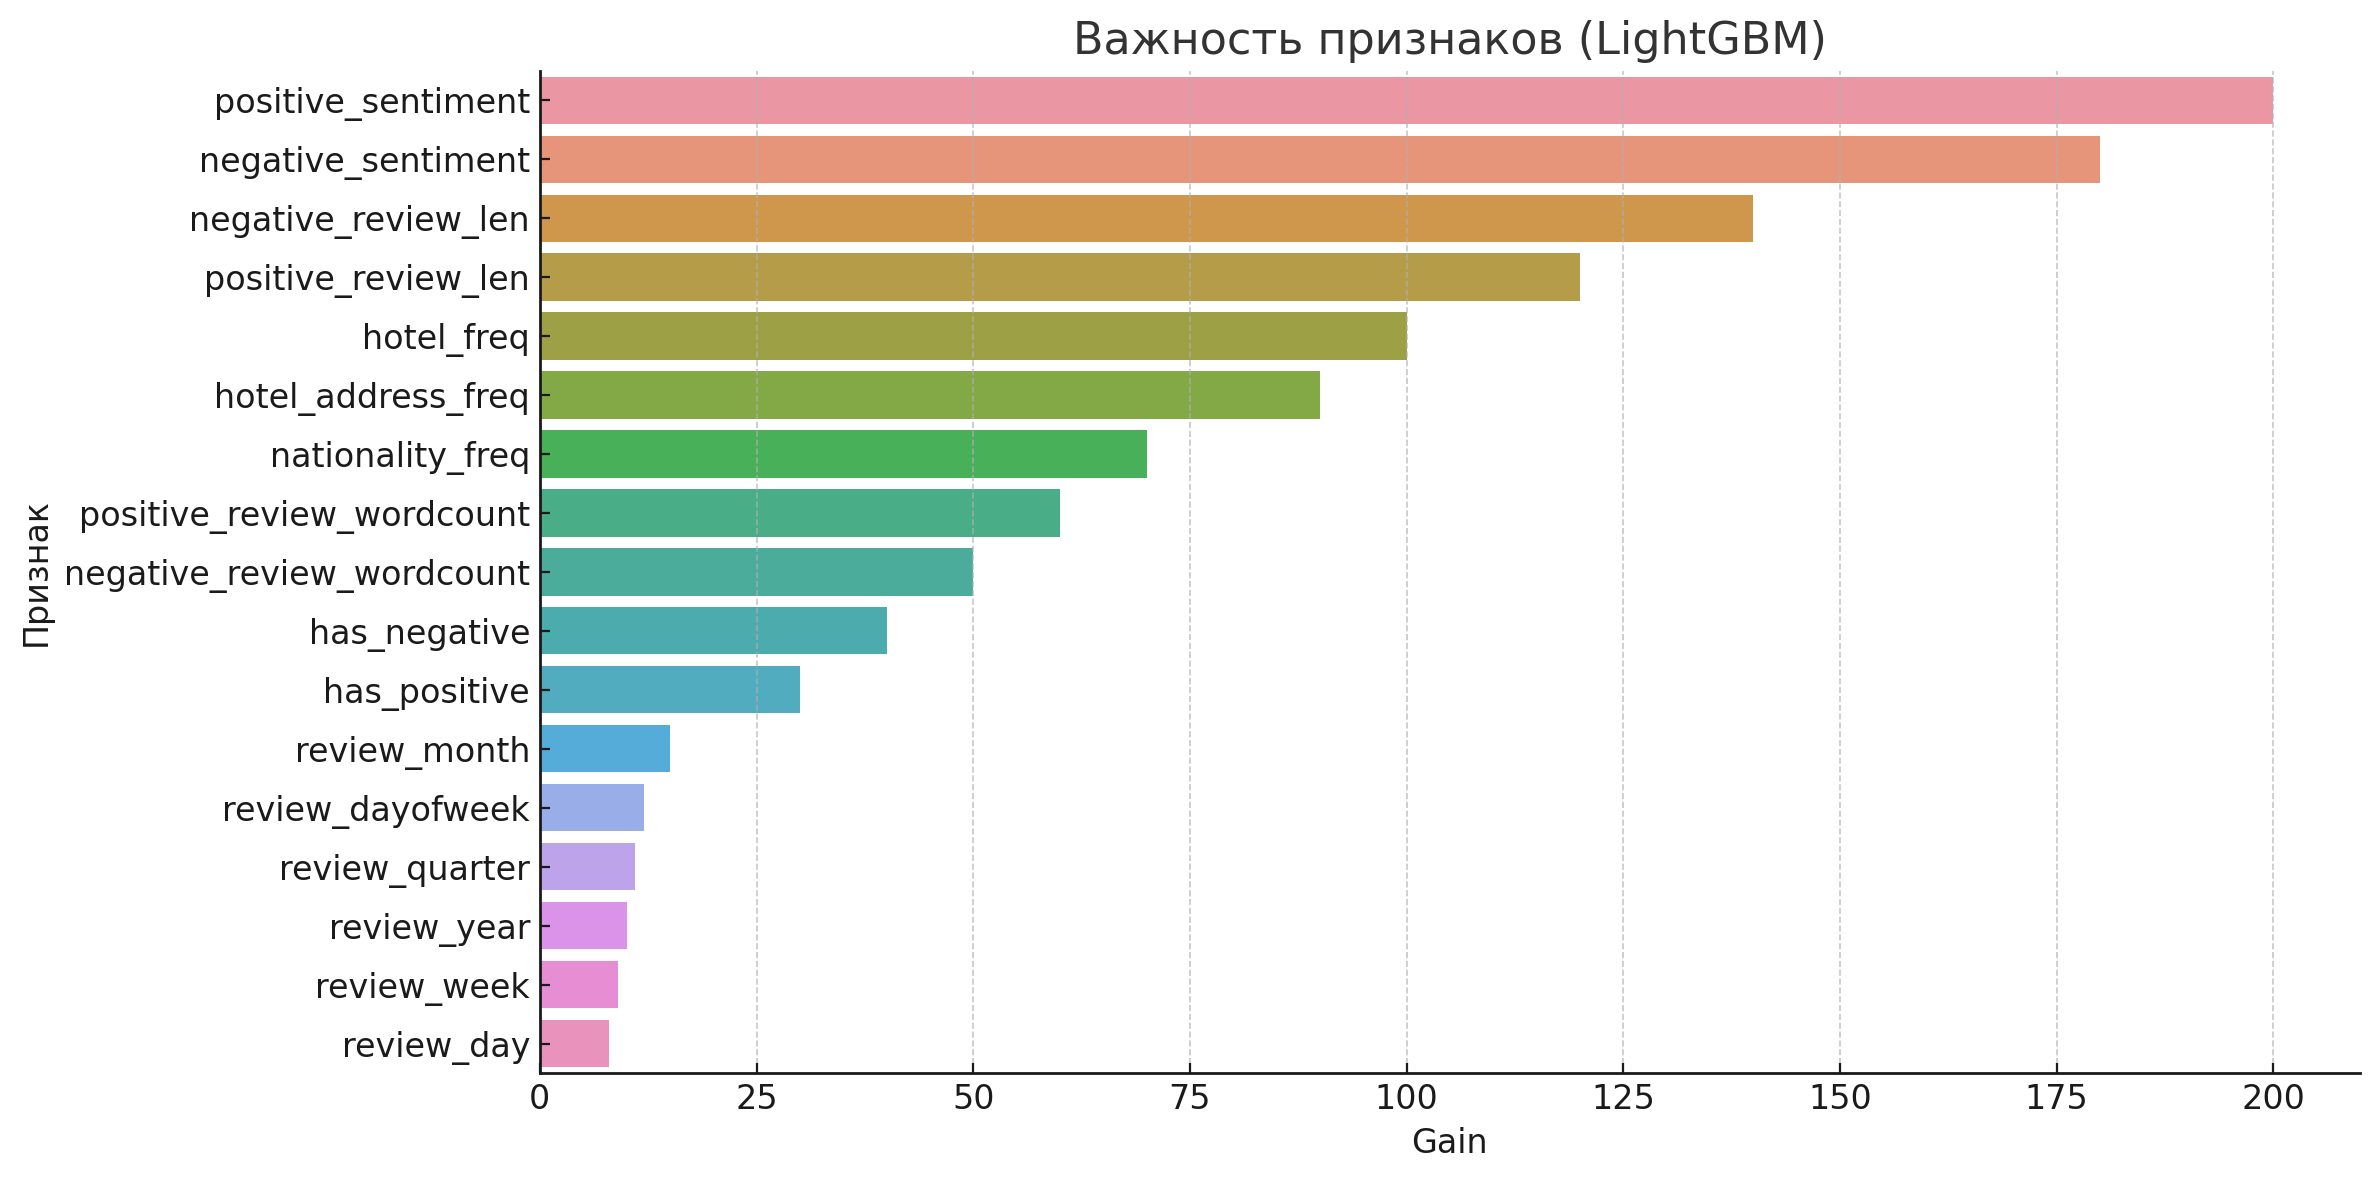 Важность признаков (LightGBM)
positive_sentiment
negative_sentiment
negative_review_len
positive_review_len
hotel_freq
hotel_address_freq
nationality_freq
positive_review_wordcount
negative_review_wordcount
has_negative
has_positive
review_month
review_dayofweek
review_quarter
review_year
review_week
review_day
Признак
0 25 50 75 100 125 150 175 200
Gain